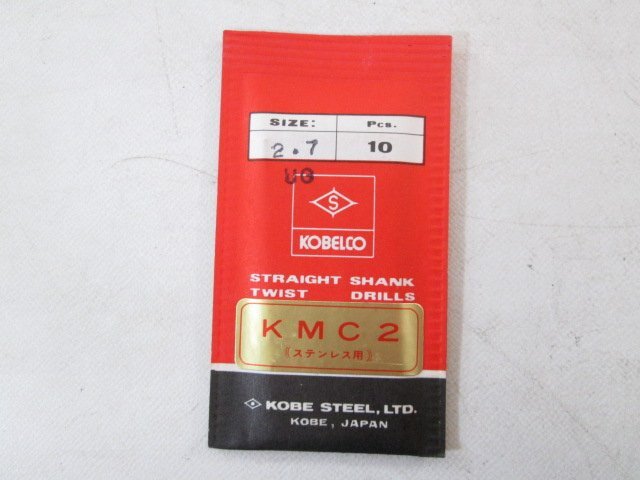 SIZE: Pcs.
2.7 10
UG
S
KOBELCO
STRAIGHT SHANK
TWIST DRILLS
KMC2
《ステンレス用》
S KOBE STEEL, LTD.
KOBE, JAPAN